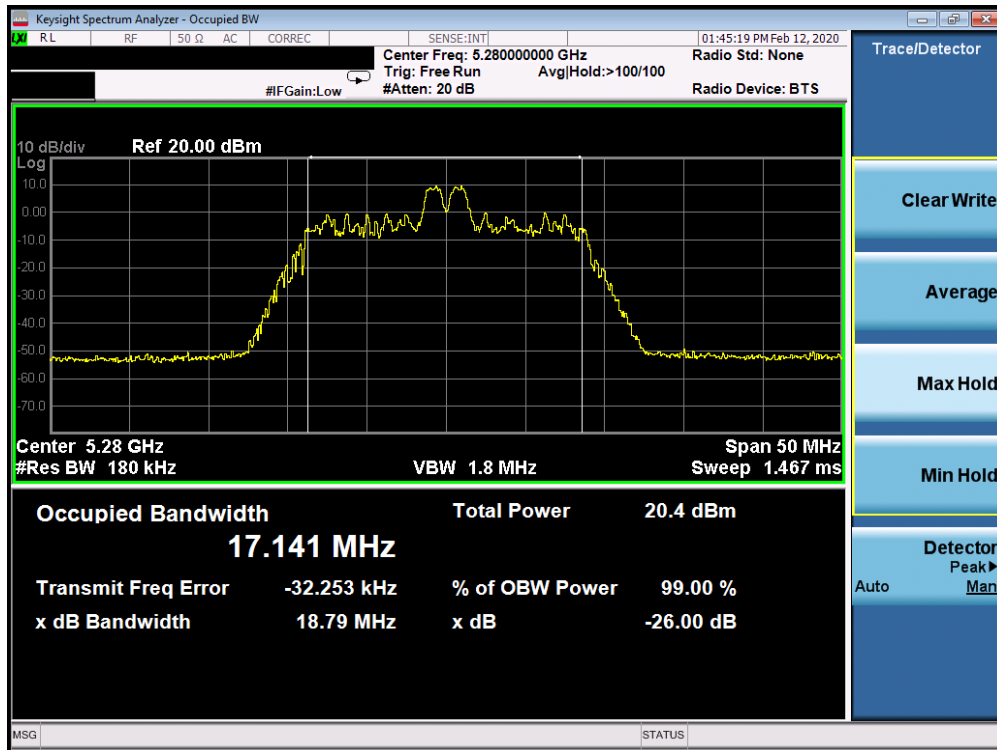 Keysight Spectrum Analyzer - Occupied BW
LXI RL RF 50 Ω AC CORREC SENSE:INT 01:45:19 PM Feb 12, 2020
Center Freq: 5.280000000 GHz Radio Std: None
Trig: Free Run Avg|Hold:>100/100
#IFGain:Low #Atten: 20 dB Radio Device: BTS
Trace/Detector
10 dB/div Ref 20.00 dBm
Log
10.0
0.00
-10.0
-20.0
-30.0
-40.0
-50.0
-60.0
-70.0
Center 5.28 GHz Span 50 MHz
#Res BW 180 kHz VBW 1.8 MHz Sweep 1.467 ms
Occupied Bandwidth Total Power 20.4 dBm
17.141 MHz
Transmit Freq Error -32.253 kHz % of OBW Power 99.00 %
x dB Bandwidth 18.79 MHz x dB -26.00 dB
Clear Write
Average
Max Hold
Min Hold
Detector
Peak▶
Auto Man
MSG STATUS